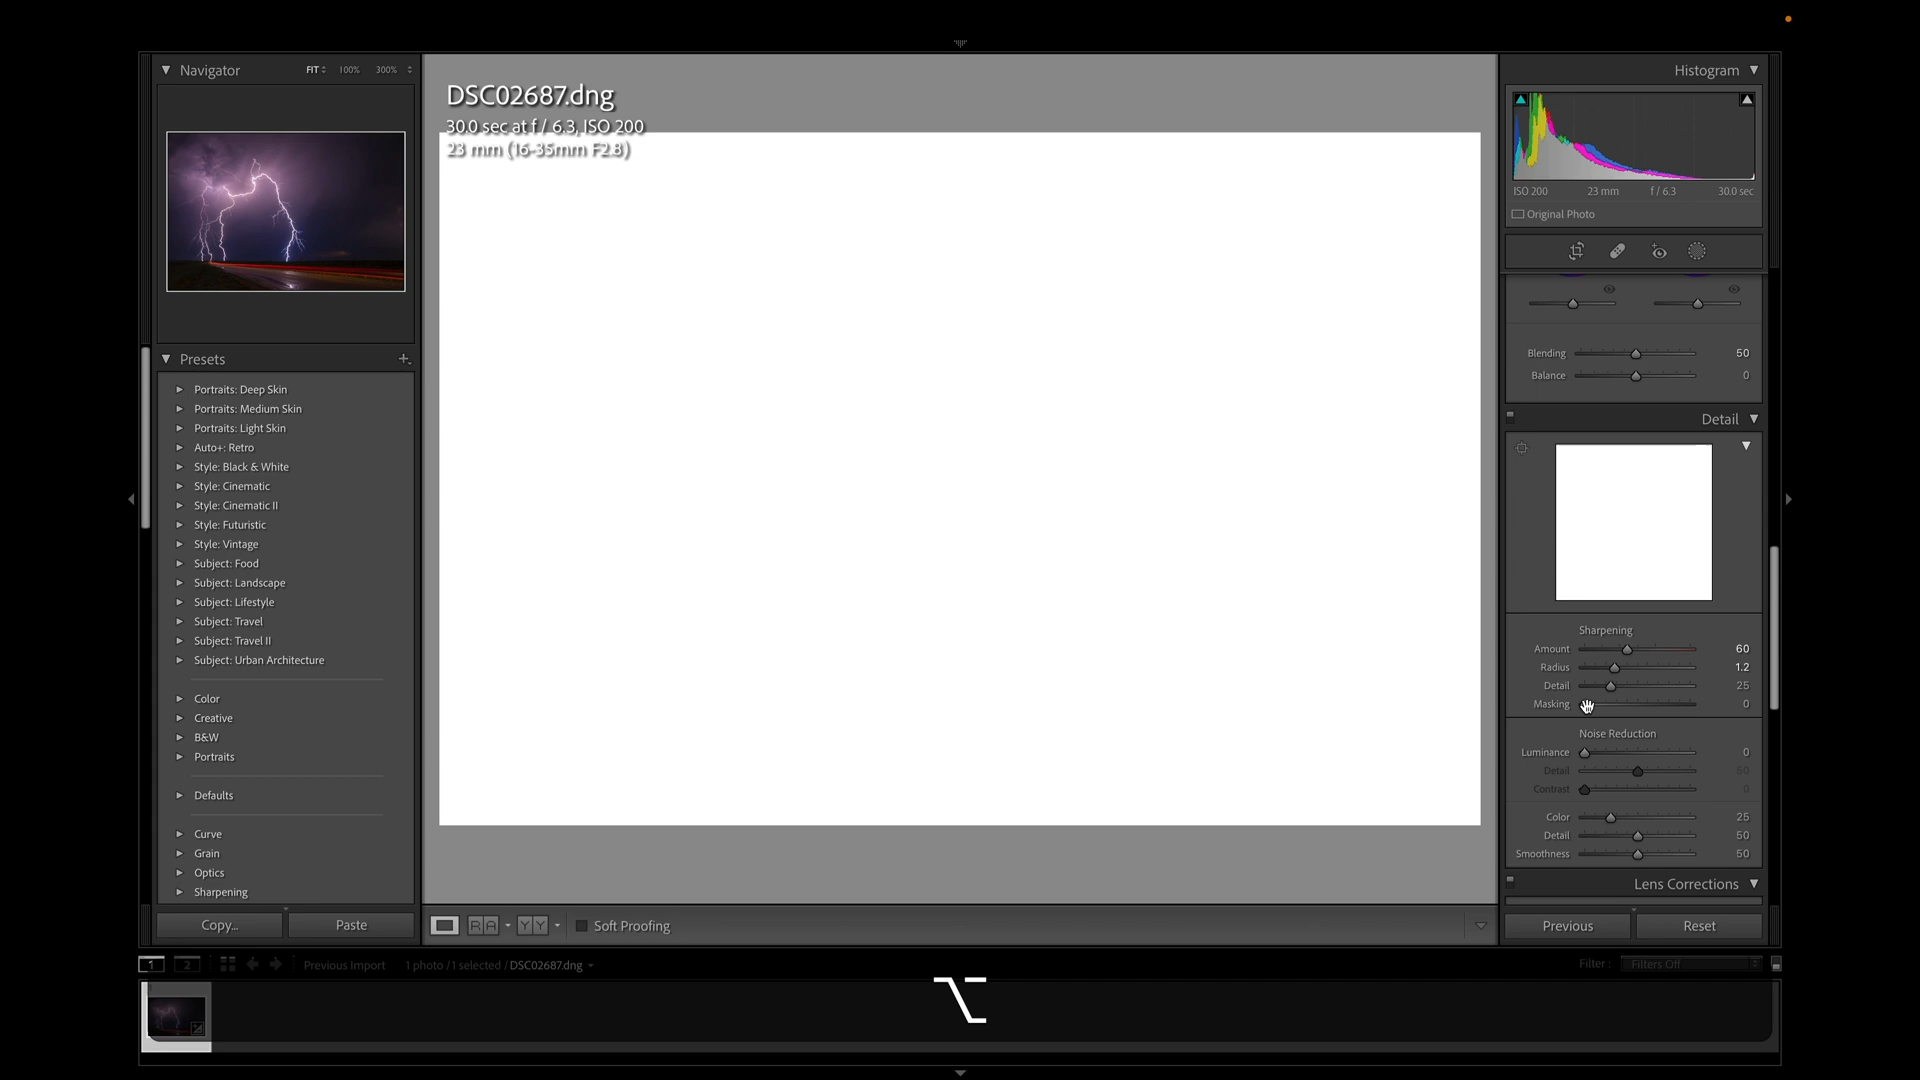 Navigator
FIT 100% 300%
Presets
Portraits: Deep Skin
Portraits: Medium Skin
Portraits: Light Skin
Auto+: Retro
Style: Black & White
Style: Cinematic
Style: Cinematic II
Style: Futuristic
Style: Vintage
Subject: Food
Subject: Landscape
Subject: Lifestyle
Subject: Travel
Subject: Travel II
Subject: Urban Architecture
Color
Creative
B&W
Portraits
Defaults
Curve
Grain
Optics
Sharpening
Copy...
Paste
DSC02687.dng
30.0 sec at f / 6.3, ISO 200
23 mm (16-35mm F2.8)
R A
Y Y
Soft Proofing
Histogram
ISO 200 23 mm f / 6.3 30.0 sec
Original Photo
Blending 50
Balance 0
Detail
Sharpening
Amount 60
Radius 1.2
Detail 25
Masking 0
Noise Reduction
Luminance 0
Detail 50
Contrast 0
Color 25
Detail 50
Smoothness 50
Lens Corrections
Previous
Reset
1 2 Previous Import 1 photo / 1 selected / DSC02687.dng
Filter : Filters Off